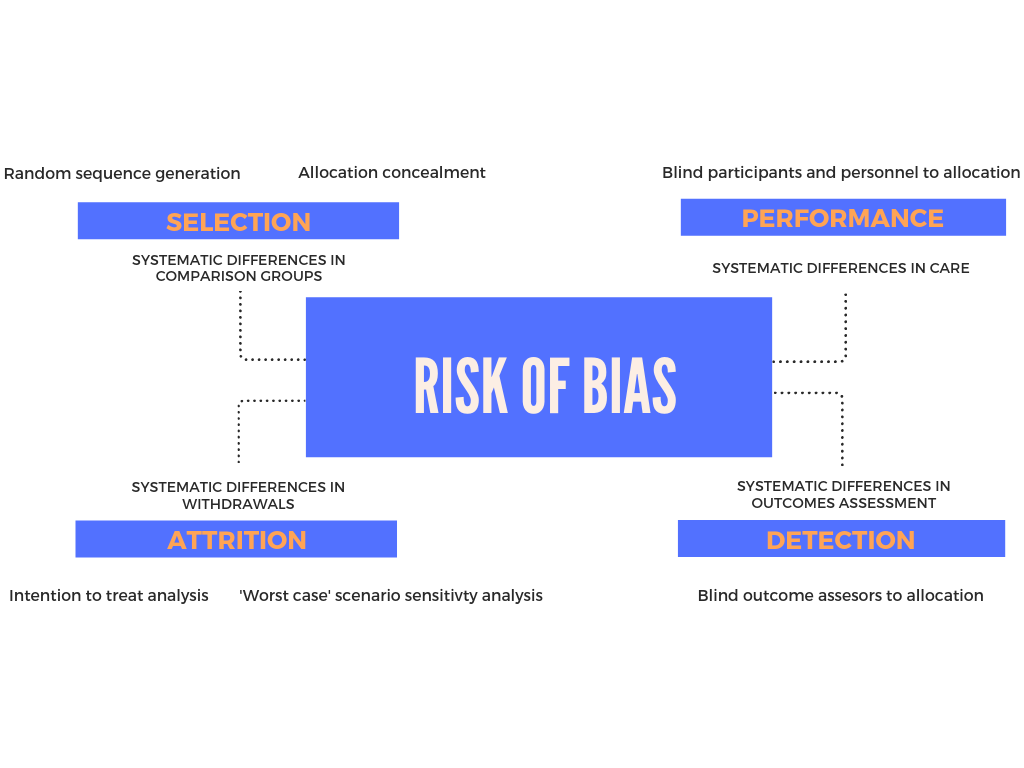 Random sequence generation
Allocation concealment
SELECTION
SYSTEMATIC DIFFERENCES IN
COMPARISON GROUPS
Blind participants and personnel to allocation
PERFORMANCE
SYSTEMATIC DIFFERENCES IN CARE
RISK OF BIAS
SYSTEMATIC DIFFERENCES IN
WITHDRAWALS
ATTRITION
Intention to treat analysis
'Worst case' scenario sensitivty analysis
SYSTEMATIC DIFFERENCES IN
OUTCOMES ASSESSMENT
DETECTION
Blind outcome assesors to allocation